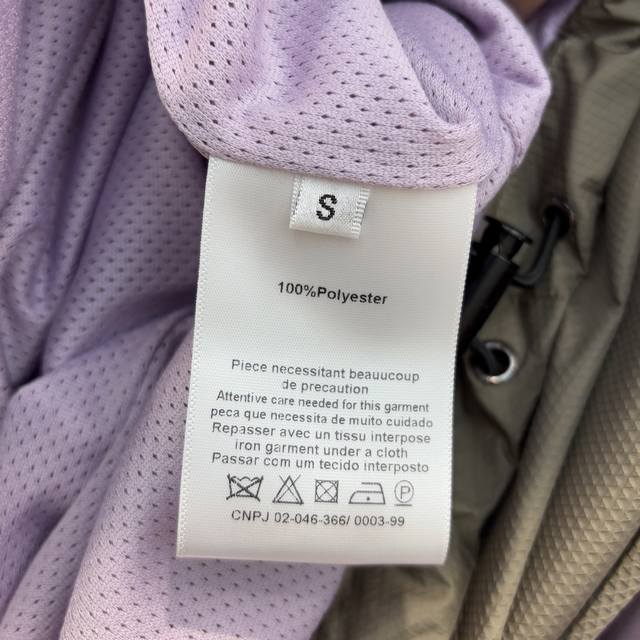 S
100%Polyester
Piece necessitant beauucoup
de precaution
Attentive care needed for this garment
peca que necessita de muito cuidado
Repasser avec un tissu interpose
iron garment under a cloth
Passar com um tecido interposto
P
CNPJ 02-046-366/ 0003-99